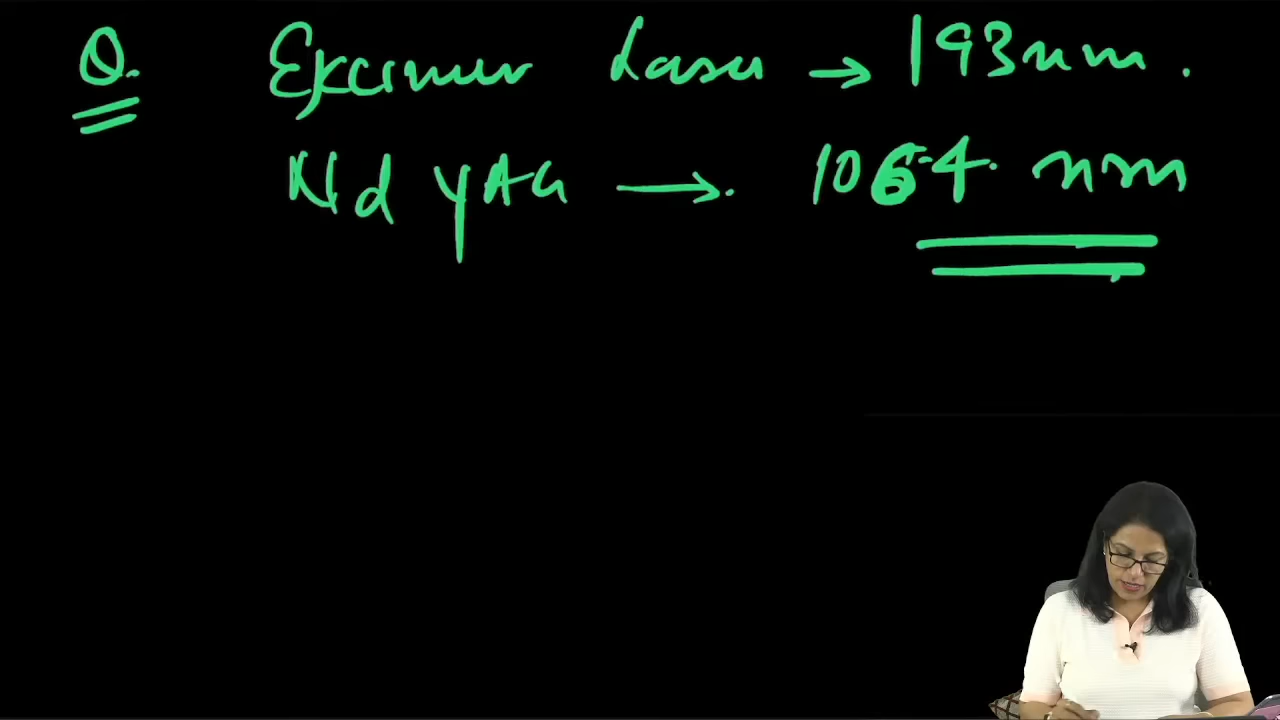 Q. Excimer Laser → 193nm.
Nd YAG → 1064 nm